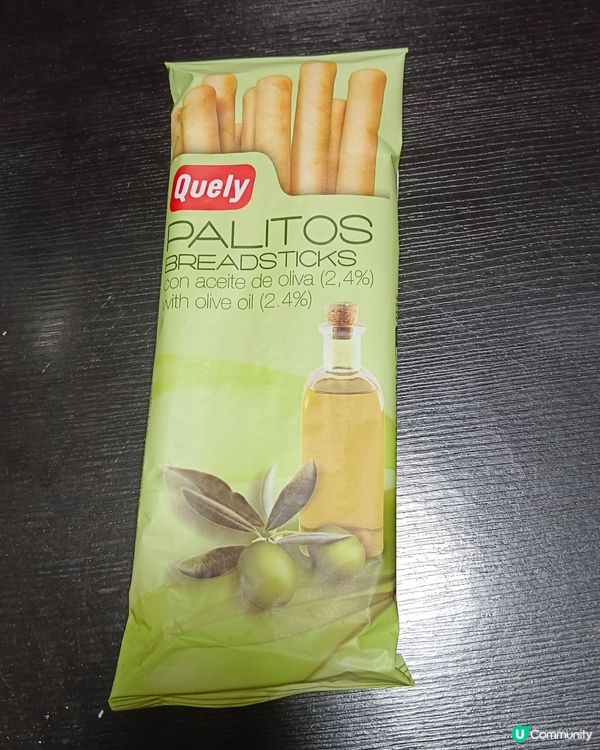 Quely
PALITOS
BREADSTICKS
con aceite de oliva (2,4%)
with olive oil (2.4%)
U Community